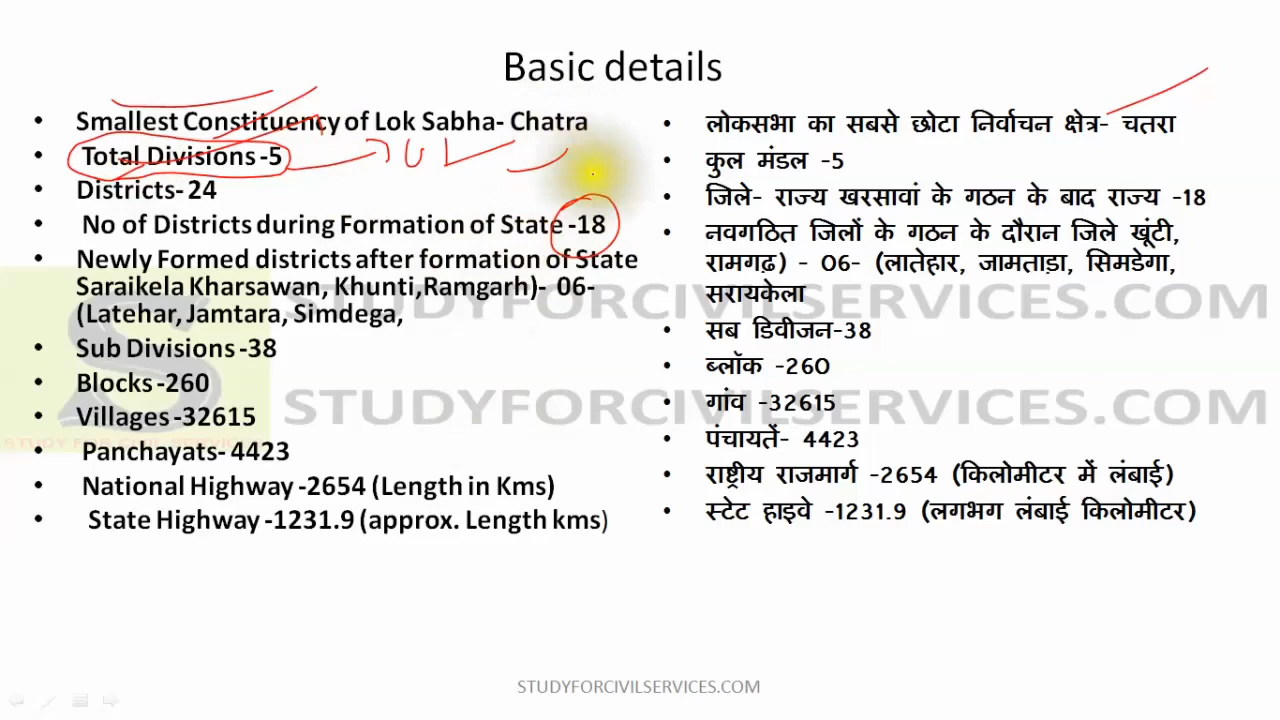 Basic details
• Smallest Constituency of Lok Sabha- Chatra
• Total Divisions -5
• Districts- 24
• No of Districts during Formation of State -18
• Newly Formed districts after formation of State
Saraikela Kharsawan, Khunti,Ramgarh)- 06-
(Latehar, Jamtara, Simdega,
• Sub Divisions -38
• Blocks -260
• Villages -32615
• Panchayats- 4423
• National Highway -2654 (Length in Kms)
• State Highway -1231.9 (approx. Length kms)
• लोकसभा का सबसे छोटा निर्वाचन क्षेत्र- चतरा
• कुल मंडल -5
• जिले- राज्य खरसावां के गठन के बाद राज्य -18
• नवगठित जिलों के गठन के दौरान जिले खूंटी,
रामगढ़) - 06- (लातेहार, जामताड़ा, सिमडेगा,
सरायकेला
• सब डिवीजन-38
• ब्लॉक -260
• गांव -32615
• पंचायतें- 4423
• राष्ट्रीय राजमार्ग -2654 (किलोमीटर में लंबाई)
• स्टेट हाइवे -1231.9 (लगभग लंबाई किलोमीटर)
STUDYFORCIVILSERVICES.COM
STUDYFORCIVILSERVICES.COM
STUDY FOR CIVIL SERVICES
STUDYFORCIVILSERVICES.COM